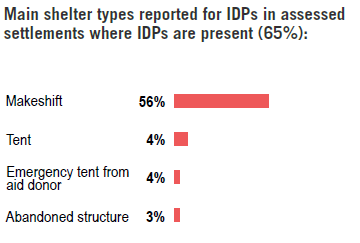 Main shelter types reported for IDPs in assessed
settlements where IDPs are present (65%):
Makeshift 56%
Tent 4%
Emergency tent from
aid donor 4%
Abandoned structure 3%